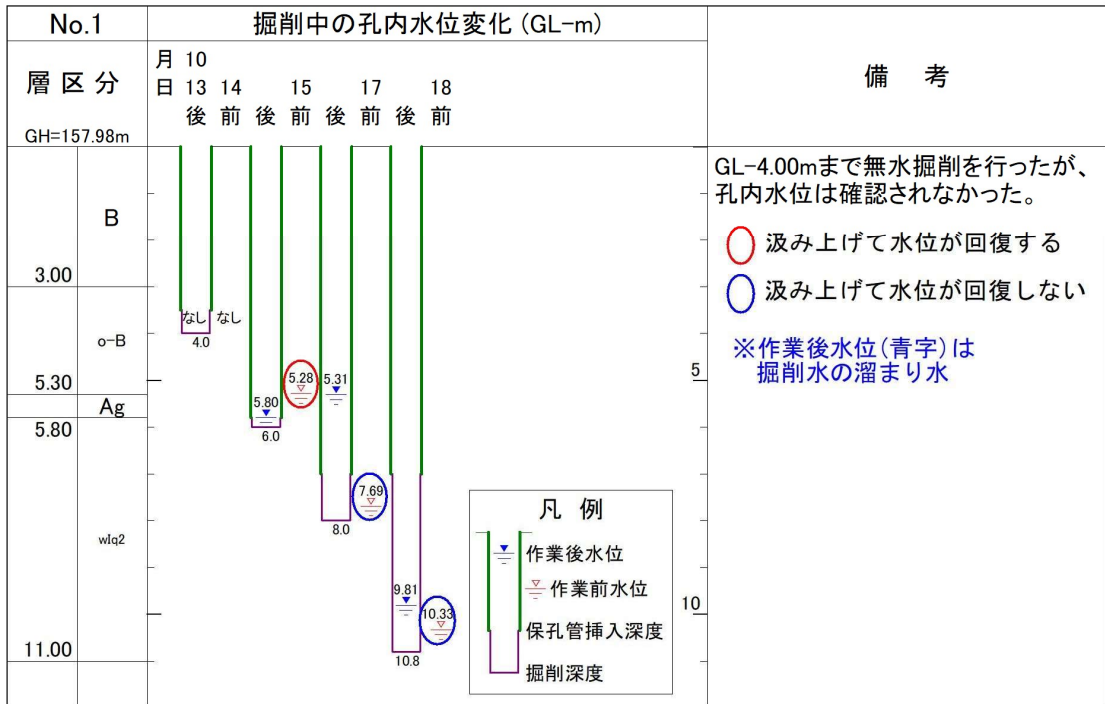 No.1
掘削中の孔内水位変化 (GL-m)
層区分
GH=157.98m
月 10
日 13 14 15 17 18
後 前 後 前 後 前 後 前
備 考
B
3.00
o-B
5.30
Ag
5.80
wlq2
11.00
なし なし
4.0
5.80
6.0
5.28
5.31
8.0
7.69
9.81
10.8
10.33
5
10
凡 例
作業後水位
作業前水位
保孔管挿入深度
掘削深度
GL-4.00mまで無水掘削を行ったが、
孔内水位は確認されなかった。
汲み上げて水位が回復する
汲み上げて水位が回復しない
※作業後水位(青字)は
掘削水の溜まり水